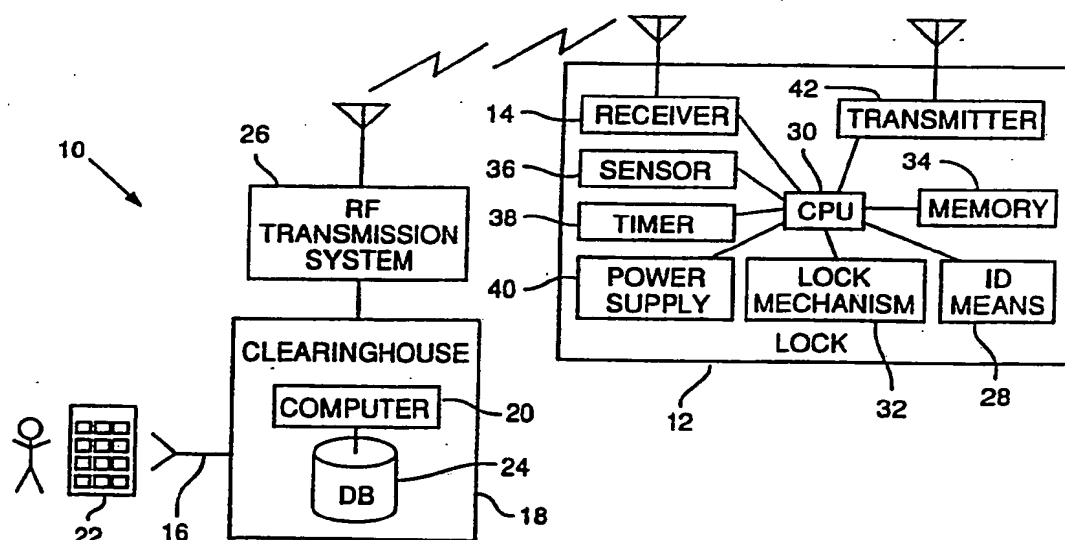 42
14
RECEIVER
TRANSMITTER
26
30
10
36
SENSOR
34
CPU
MEMORY
RF
TRANSMISSION
SYSTEM
38
TIMER
40
POWER
SUPPLY
LOCK
MECHANISM
ID
MEANS
CLEARINGHOUSE
LOCK
COMPUTER
20
12
32
28
24
DB
18
22
16